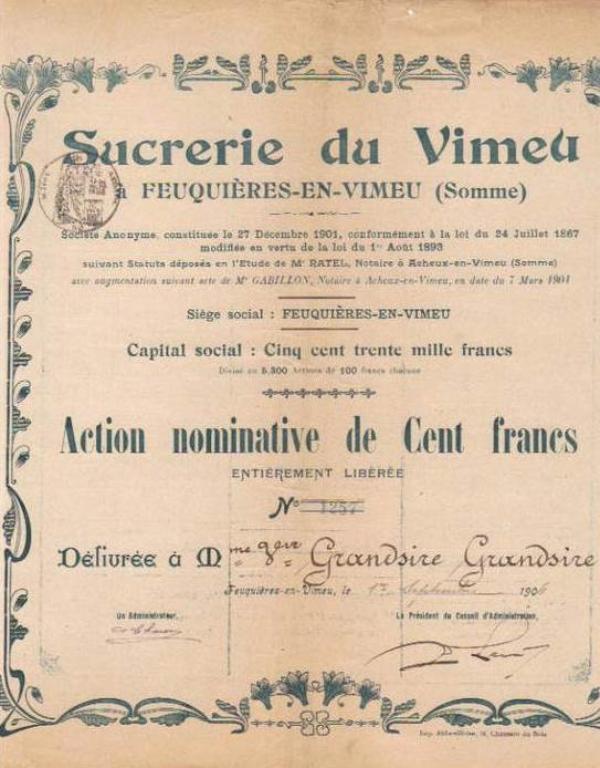 Sucrerie du Vimeu
à FEUQUIÈRES-EN-VIMEU (Somme)
Société Anonyme, constituée le 27 Décembre 1901, conformément à la loi du 24 Juillet 1867
modifiée en vertu de la loi du 1er Août 1893
suivant Statuts déposés en l'Etude de Me RATEL, Notaire à Acheux-en-Vimeu (Somme)
avec augmentation suivant acte de Me GABILLON, Notaire à Acheux-en-Vimeu, en date du 7 Mars 1904
Siège social : FEUQUIÈRES-EN-VIMEU
Capital social : Cinq cent trente mille francs
Divisé en 5.300 Actions de 100 francs chacune
Action nominative de Cent francs
ENTIÈREMENT LIBÉRÉE
No 1257
Délivrée à Mme Grandsire Grandsire
Feuquières-en-Vimeu, le 1er Septembre 1904
Un Administrateur,
Le Président du Conseil d'Administration,